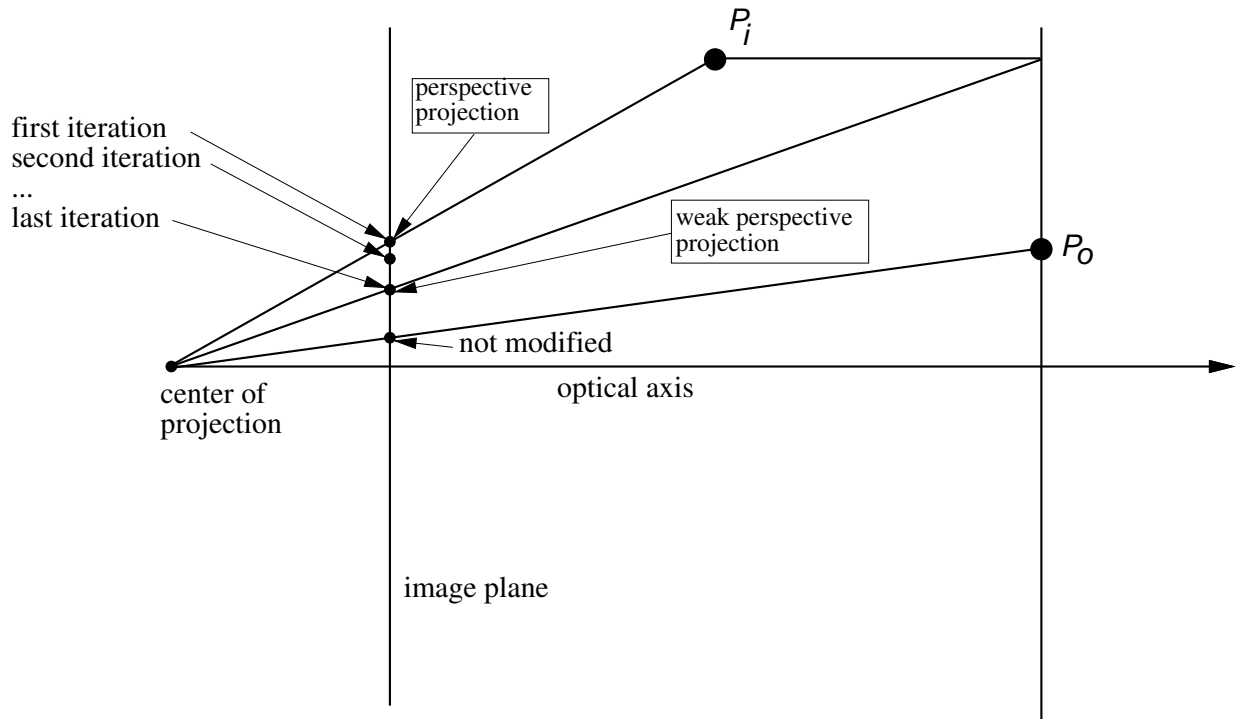 P_i
perspective
projection
first iteration
second iteration
...
last iteration
weak perspective
projection
P_o
not modified
optical axis
center of
projection
image plane